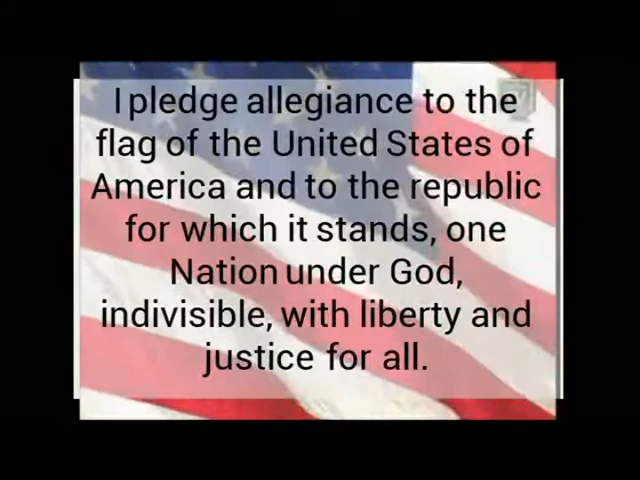 I pledge allegiance to the
flag of the United States of
America and to the republic
for which it stands, one
Nation under God,
indivisible, with liberty and
justice for all.